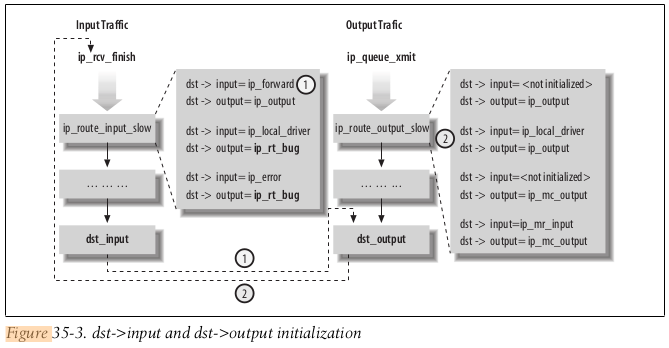 Input Traffic
Output Trafic
ip_rcv_finish
ip_queue_xmit
ip_route_input_slow
... ... ...
dst_input
dst -> input= ip_forward 1
dst -> output= ip_output
dst -> input= ip_local_driver
dst -> output= ip_rt_bug
dst -> input= ip_error
dst -> output= ip_rt_bug
ip_route_output_slow
2
... ... ...
dst_output
dst -> input= <not initialized>
dst -> output= ip_output
dst -> input=ip_local_driver
dst -> output= ip_output
dst -> input=<not initialized>
dst -> output= ip_mc_output
dst -> input=ip_mr_input
dst -> output= ip_mc_output
1
2
Figure 35-3. dst->input and dst->output initialization